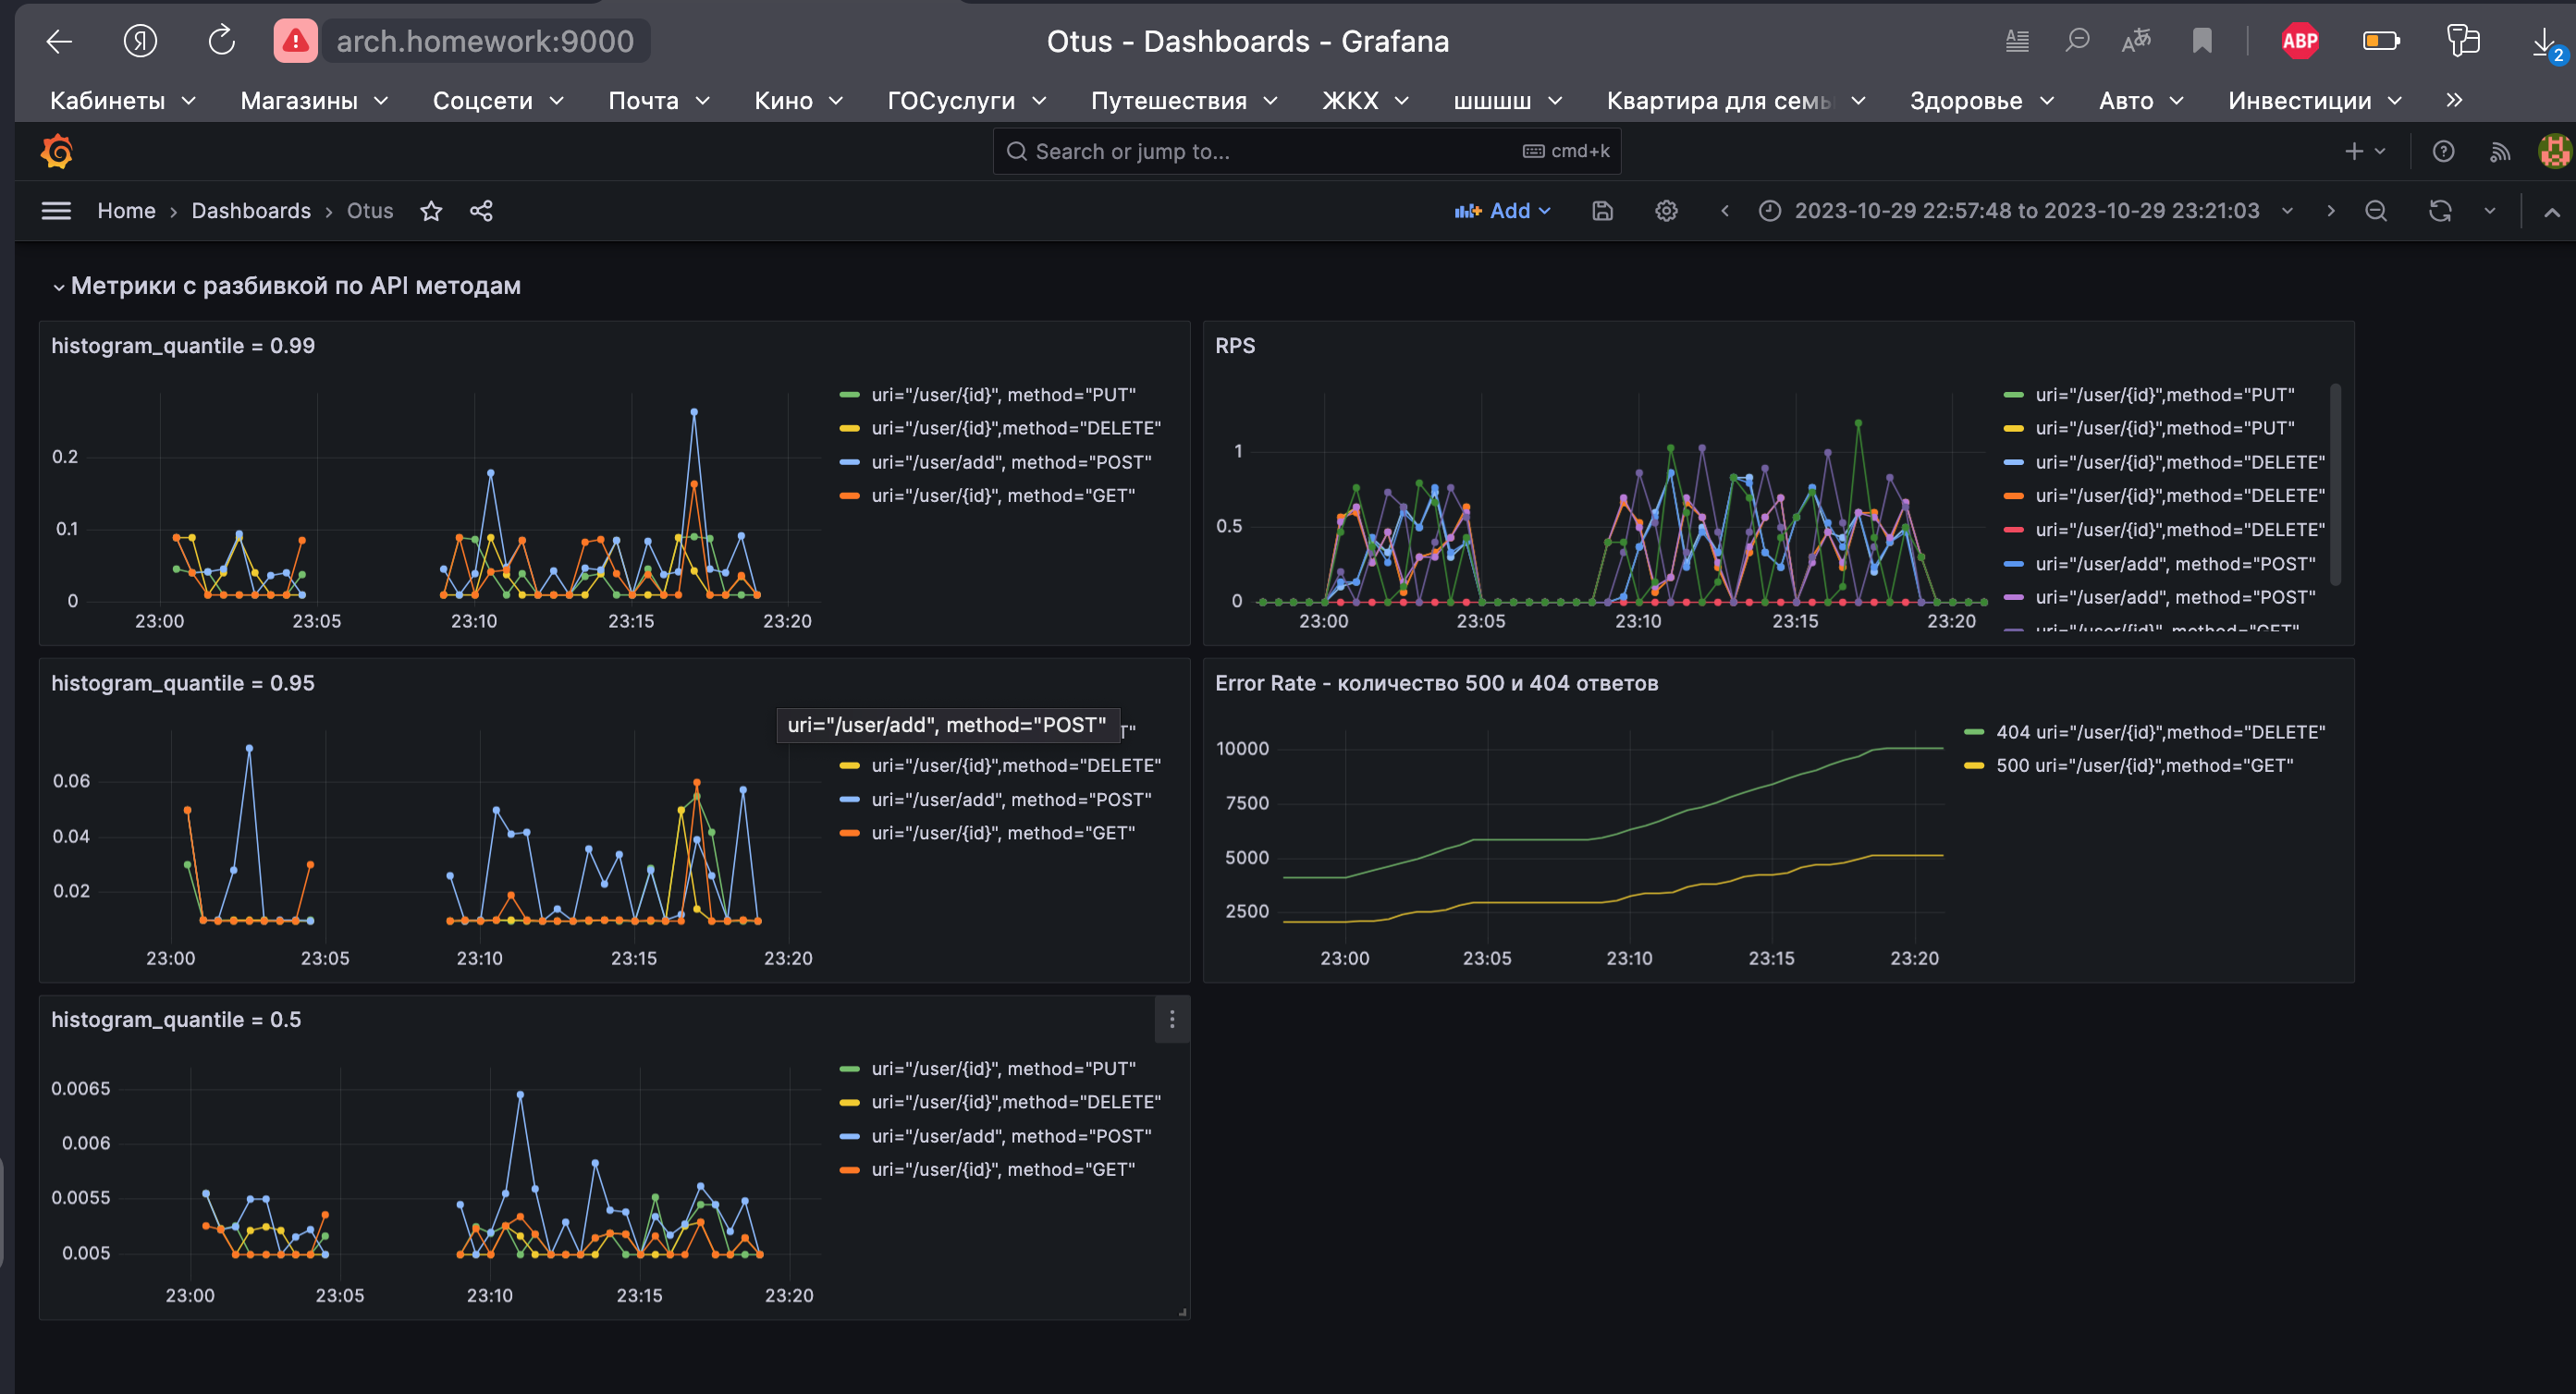 arch.homework:9000
Otus - Dashboards - Grafana
ABP
2
Кабинеты
Магазины
Соцсети
Почта
Кино
ГОСуслуги
Путешествия
ЖКХ
шшшш
Квартира для семь
Здоровье
Авто
Инвестиции
Search or jump to...
cmd+k
Home › Dashboards › Otus
Add
2023-10-29 22:57:48 to 2023-10-29 23:21:03
Метрики с разбивкой по API методам
histogram_quantile = 0.99
0.2
0.1
0
23:00 23:05 23:10 23:15 23:20
uri="/user/{id}", method="PUT"
uri="/user/{id}",method="DELETE"
uri="/user/add", method="POST"
uri="/user/{id}", method="GET"
RPS
1
0.5
0
23:00 23:05 23:10 23:15 23:20
uri="/user/{id}",method="PUT"
uri="/user/{id}",method="PUT"
uri="/user/{id}",method="DELETE"
uri="/user/{id}",method="DELETE"
uri="/user/{id}",method="DELETE"
uri="/user/add", method="POST"
uri="/user/add", method="POST"
uri="/user/{id}", method="GET"
histogram_quantile = 0.95
0.06
0.04
0.02
23:00 23:05 23:10 23:15 23:20
uri="/user/add", method="POST"
T"
uri="/user/{id}",method="DELETE"
uri="/user/add", method="POST"
uri="/user/{id}", method="GET"
Error Rate - количество 500 и 404 ответов
10000
7500
5000
2500
23:00 23:05 23:10 23:15 23:20
404 uri="/user/{id}",method="DELETE"
500 uri="/user/{id}",method="GET"
histogram_quantile = 0.5
0.0065
0.006
0.0055
0.005
23:00 23:05 23:10 23:15 23:20
uri="/user/{id}", method="PUT"
uri="/user/{id}",method="DELETE"
uri="/user/add", method="POST"
uri="/user/{id}", method="GET"